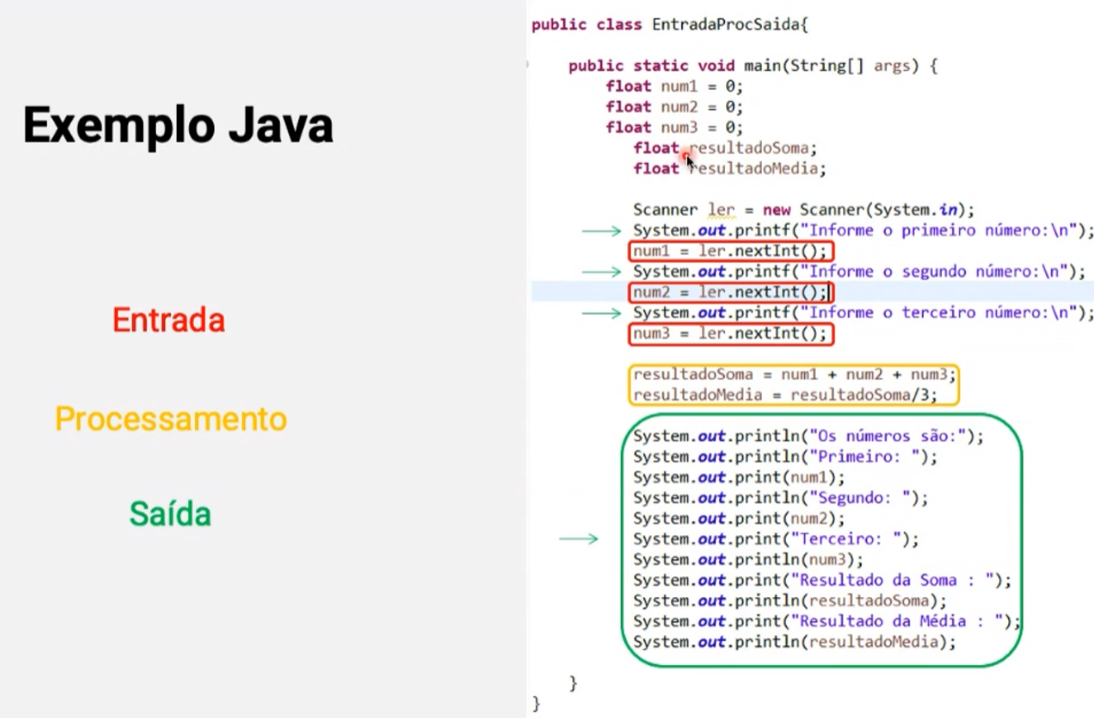 Exemplo Java
Entrada
Processamento
Saída
public class EntradaProcSaida{
public static void main(String[] args) {
float num1 = 0;
float num2 = 0;
float num3 = 0;
float resultadoSoma;
float resultadoMedia;
Scanner ler = new Scanner(System.in);
System.out.printf("Informe o primeiro número:\n");
num1 = ler.nextInt();
System.out.printf("Informe o segundo número:\n");
num2 = ler.nextInt();
System.out.printf("Informe o terceiro número:\n");
num3 = ler.nextInt();
resultadoSoma = num1 + num2 + num3;
resultadoMedia = resultadoSoma/3;
System.out.println("Os números são:");
System.out.println("Primeiro: ");
System.out.print(num1);
System.out.println("Segundo: ");
System.out.print(num2);
System.out.print("Terceiro: ");
System.out.println(num3);
System.out.print("Resultado da Soma : ");
System.out.println(resultadoSoma);
System.out.print("Resultado da Média : ");
System.out.println(resultadoMedia);
}
}